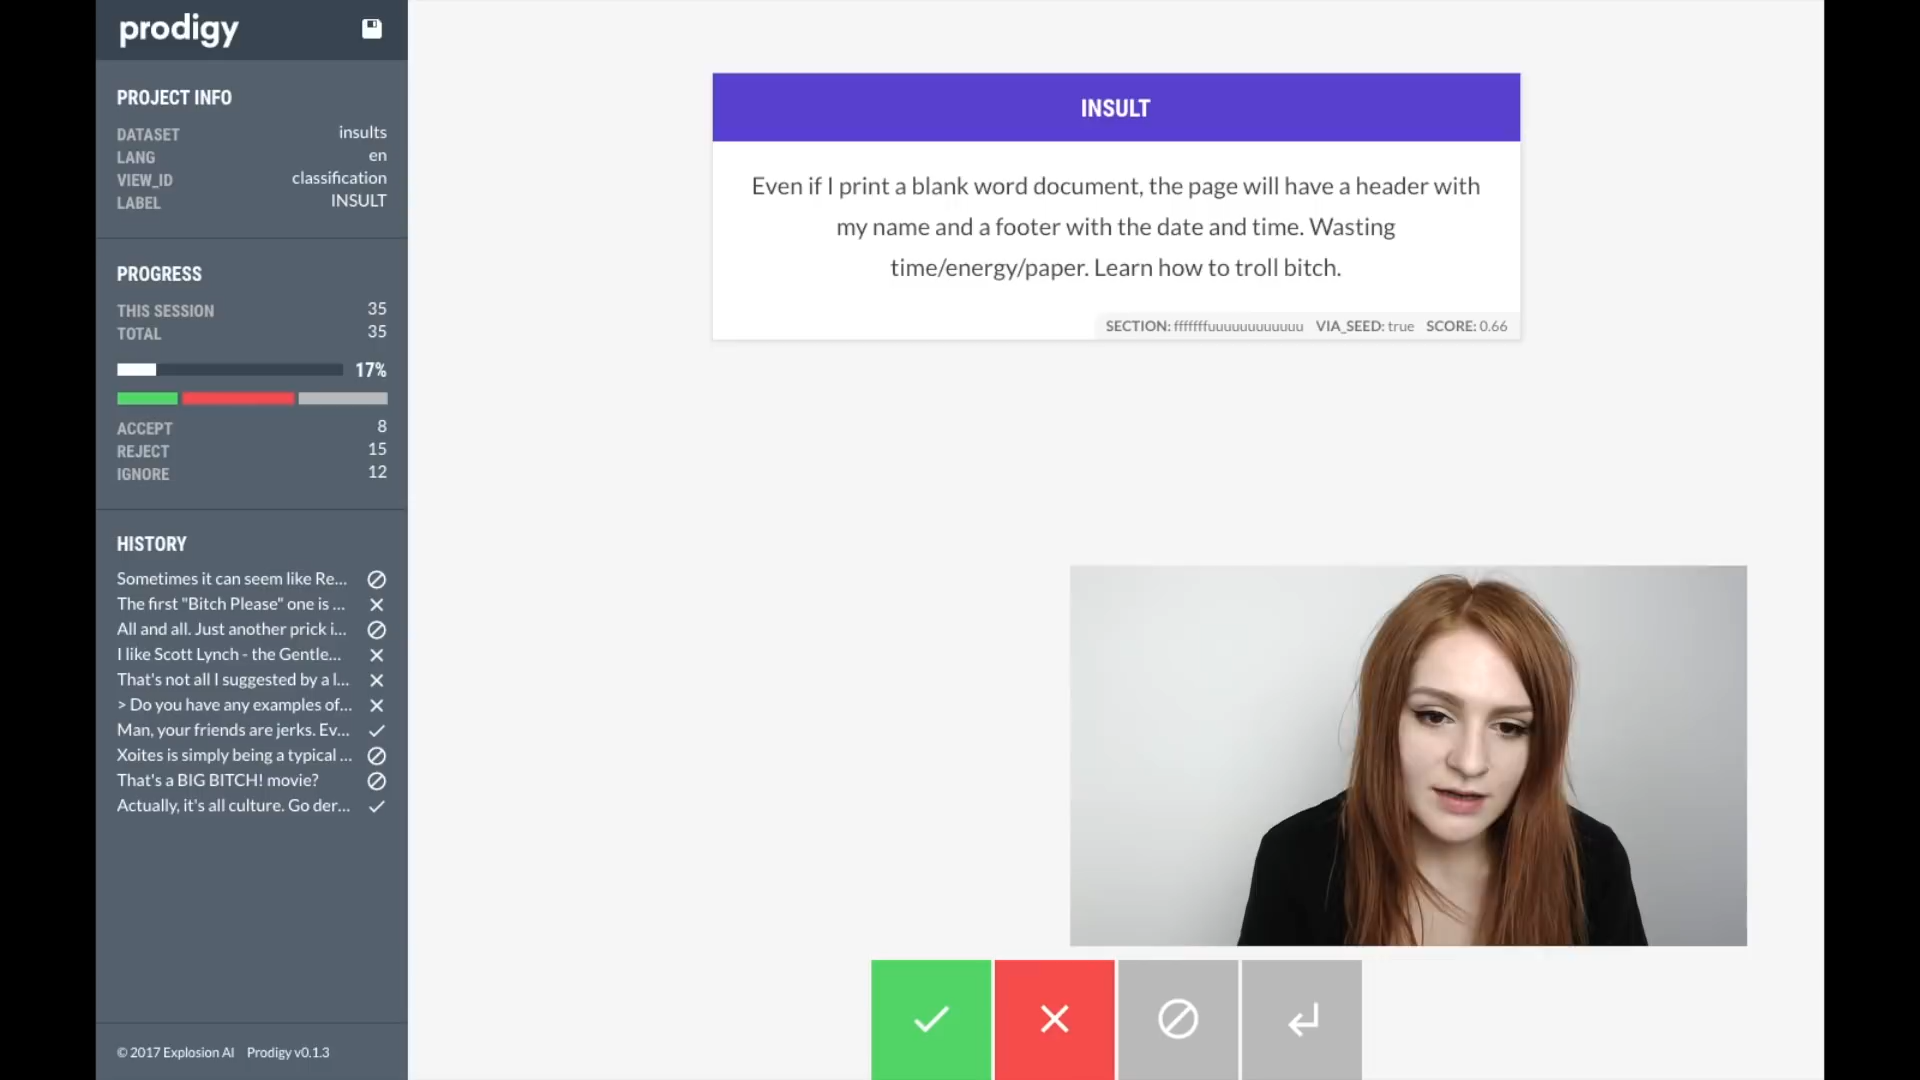 prodigy
PROJECT INFO
DATASET insults
LANG en
VIEW_ID classification
LABEL INSULT
PROGRESS
THIS SESSION 35
TOTAL 35
17%
ACCEPT 8
REJECT 15
IGNORE 12
HISTORY
Sometimes it can seem like Re...
The first "Bitch Please" one is ...
All and all. Just another prick i...
I like Scott Lynch - the Gentle...
That's not all I suggested by a l...
> Do you have any examples of...
Man, your friends are jerks. Ev...
Xoites is simply being a typical ...
That's a BIG BITCH! movie?
Actually, it's all culture. Go der...
© 2017 Explosion AI Prodigy v0.1.3
INSULT
Even if I print a blank word document, the page will have a header with
my name and a footer with the date and time. Wasting
time/energy/paper. Learn how to troll bitch.
SECTION: fffffffuuuuuuuuuuuu VIA_SEED: true SCORE: 0.66